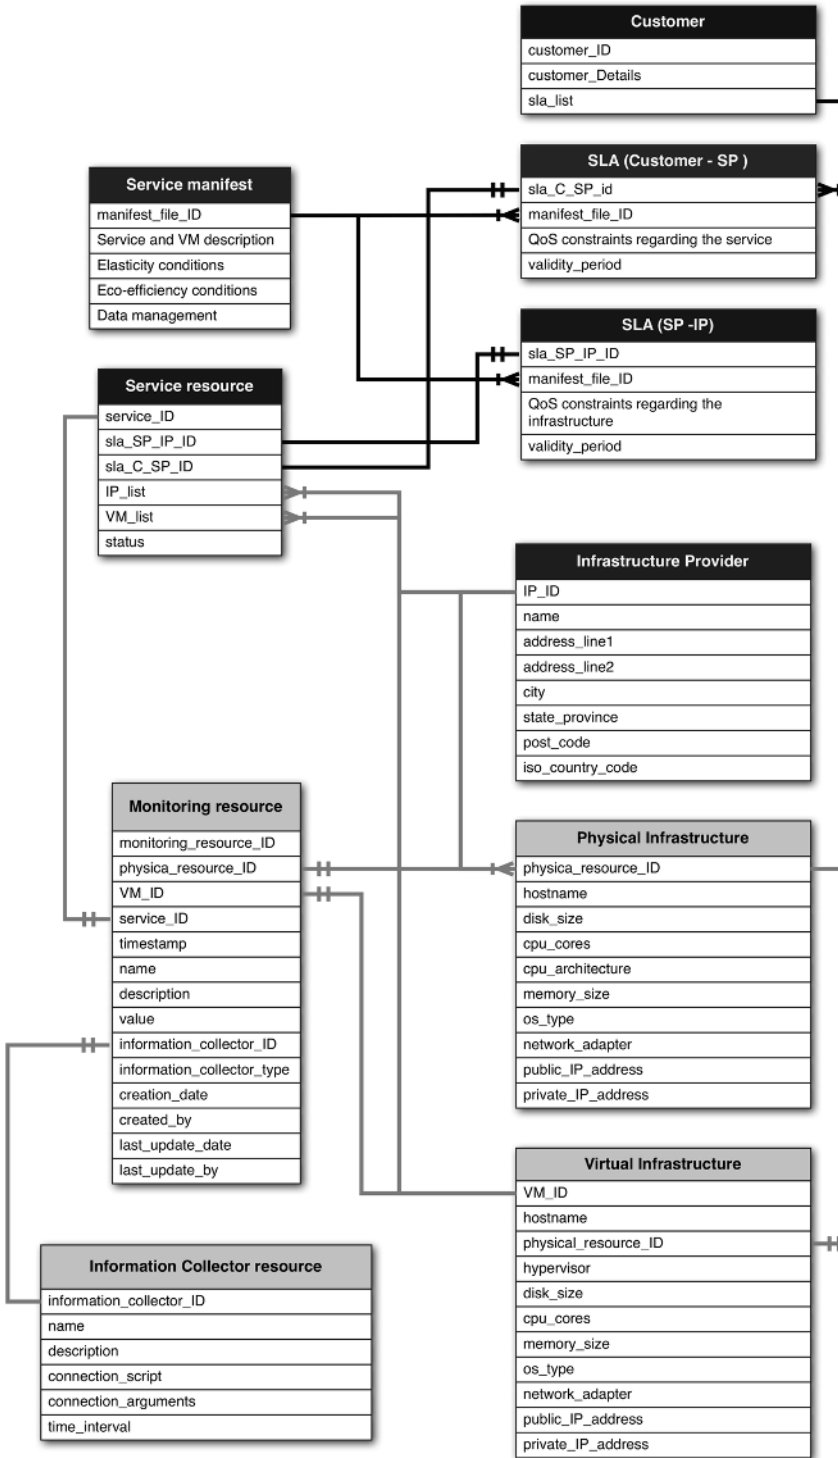 Customer
customer_ID
customer_Details
sla_list
SLA (Customer - SP )
sla_C_SP_id
manifest_file_ID
QoS constraints regarding the service
validity_period
Service manifest
manifest_file_ID
Service and VM description
Elasticity conditions
Eco-efficiency conditions
Data management
SLA (SP -IP)
sla_SP_IP_ID
manifest_file_ID
QoS constraints regarding the
infrastructure
validity_period
Service resource
service_ID
sla_SP_IP_ID
sla_C_SP_ID
IP_list
VM_list
status
Infrastructure Provider
IP_ID
name
address_line1
address_line2
city
state_province
post_code
iso_country_code
Monitoring resource
monitoring_resource_ID
physica_resource_ID
VM_ID
service_ID
timestamp
name
description
value
information_collector_ID
information_collector_type
creation_date
created_by
last_update_date
last_update_by
Physical Infrastructure
physica_resource_ID
hostname
disk_size
cpu_cores
cpu_architecture
memory_size
os_type
network_adapter
public_IP_address
private_IP_address
Virtual Infrastructure
VM_ID
hostname
physical_resource_ID
hypervisor
disk_size
cpu_cores
memory_size
os_type
network_adapter
public_IP_address
private_IP_address
Information Collector resource
information_collector_ID
name
description
connection_script
connection_arguments
time_interval